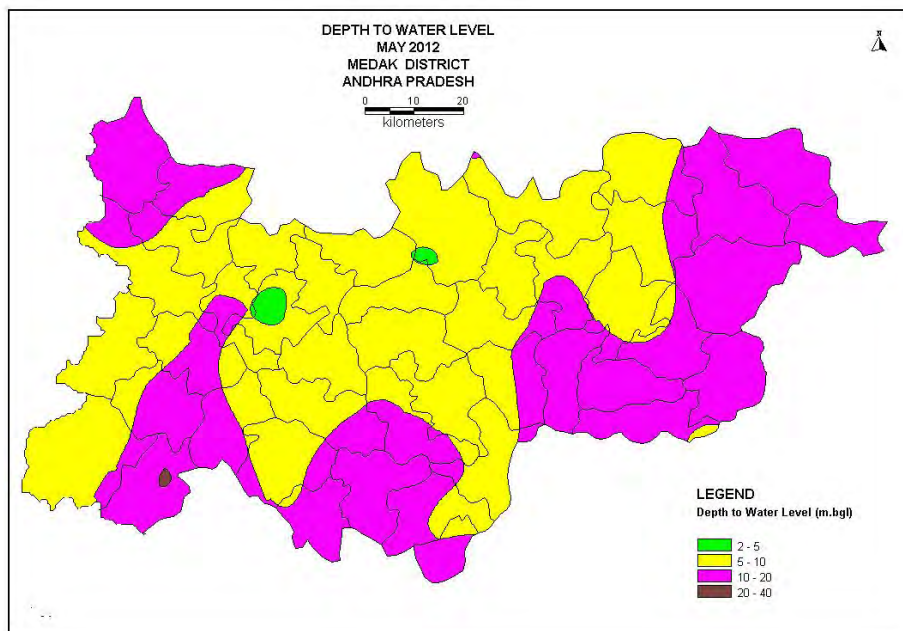 DEPTH TO WATER LEVEL
MAY 2012
MEDAK DISTRICT
ANDHRA PRADESH
N
0 10 20
kilometers
LEGEND
Depth to Water Level (m.bgl)
2 - 5
5 - 10
10 - 20
20 - 40